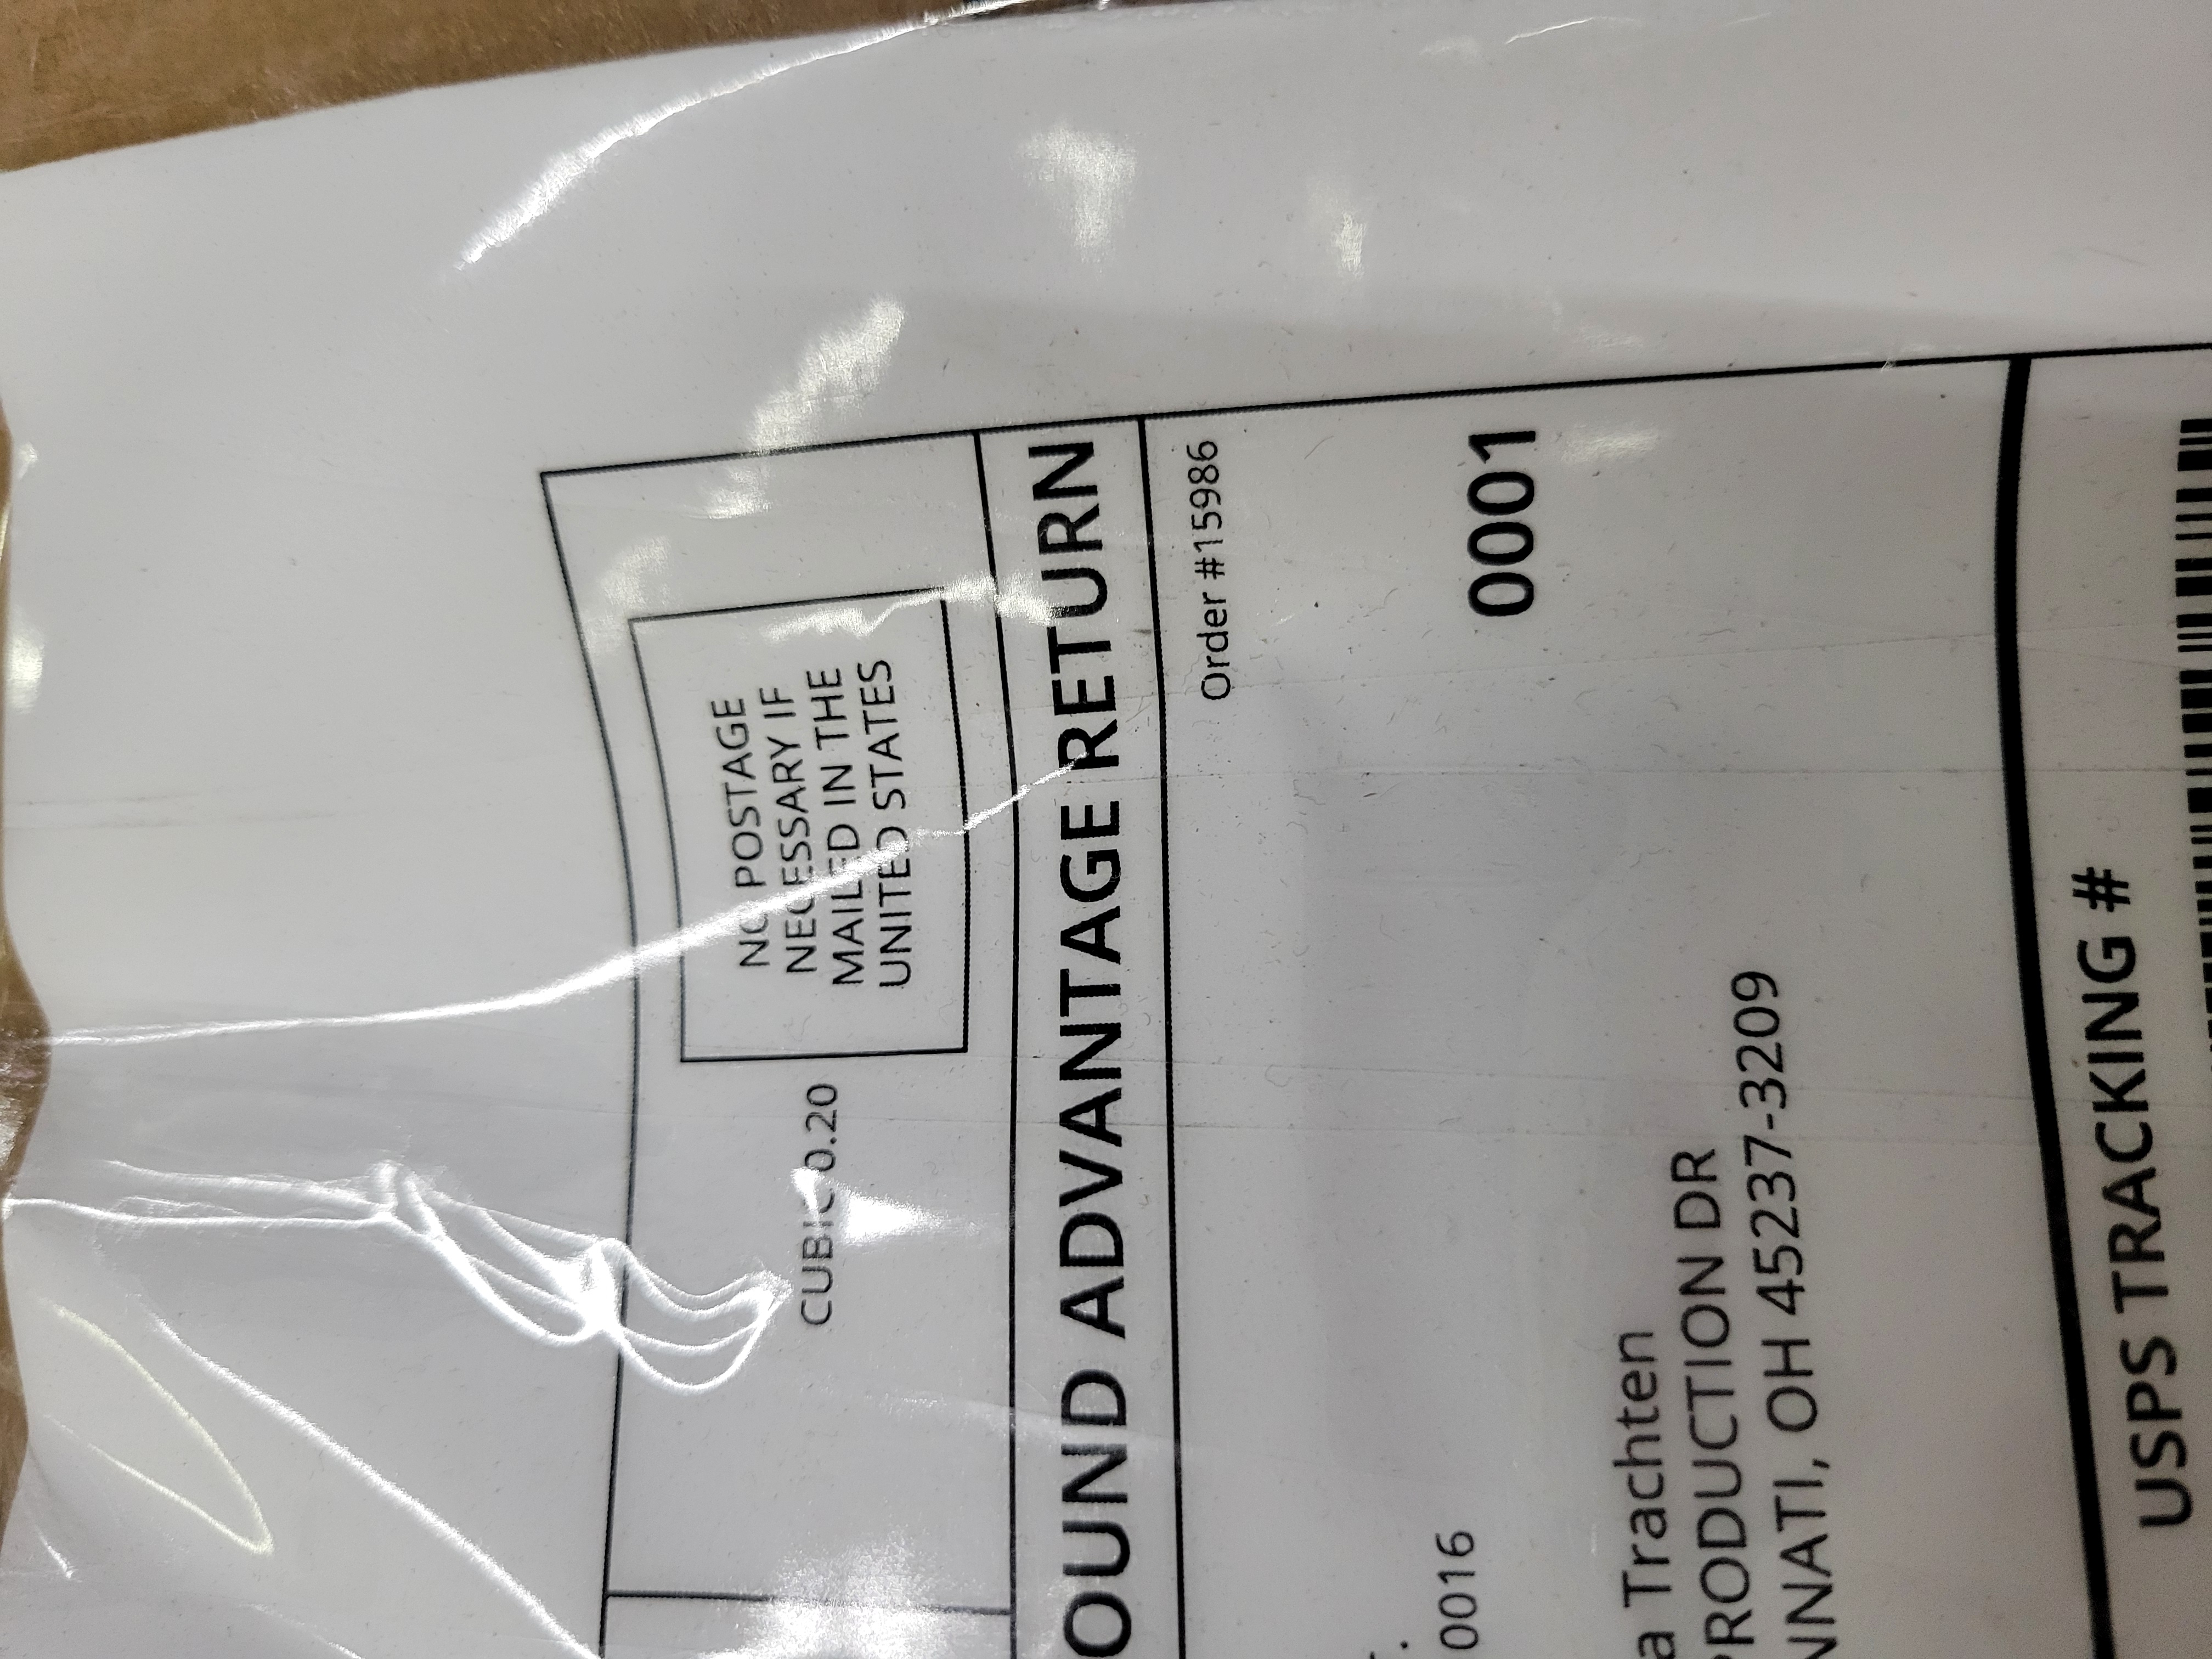 NO POSTAGE
NECESSARY IF
MAILED IN THE
UNITED STATES
CUBIC 0.20
OUND ADVANTAGE RETURN
Order #15986
0016
0001
a Trachten
PRODUCTION DR
NNATI, OH 45237-3209
USPS TRACKING #